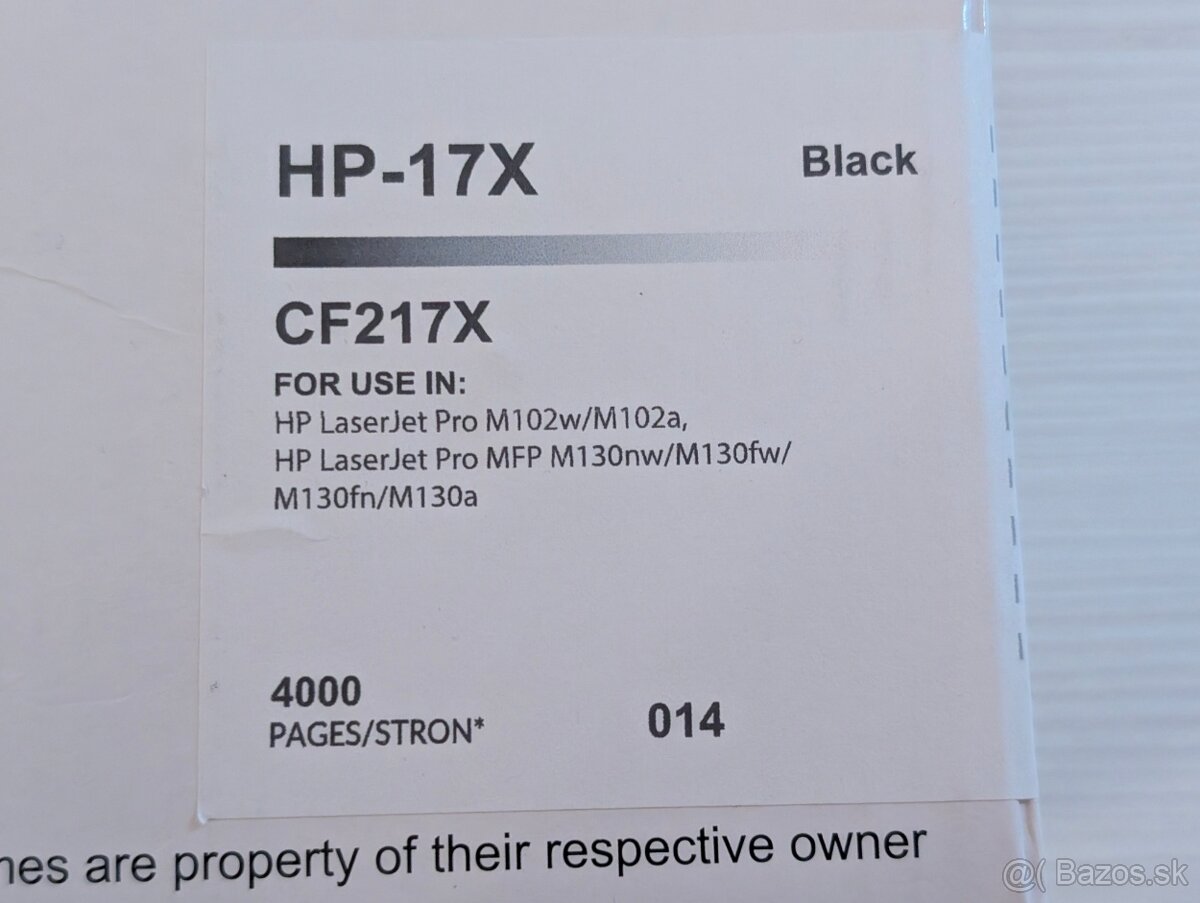 HP-17X
Black
CF217X
FOR USE IN:
HP LaserJet Pro M102w/M102a,
HP LaserJet Pro MFP M130nw/M130fw/
M130fn/M130a
4000
PAGES/STRON*
014
are property of their respective owner
@( Bazos.sk